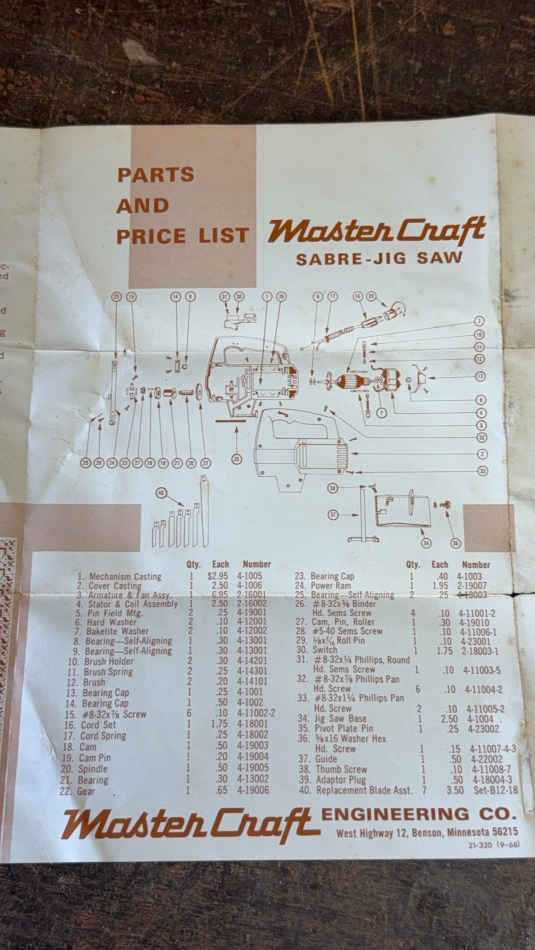 PARTS
AND
PRICE LIST
Master Craft
SABRE-JIG SAW
Qty. Each Number
1. Mechanism Casting 1 $2.95 4-1005
2. Cover Casting 1 2.50 4-1006
3. Armature & Fan Assy. 1 6.95 2-16001
4. Stator & Coil Assembly 1 2.50 2-16002
5. Pin Field Mtg. 2 .25 4-19001
6. Hard Washer 2 .10 4-12001
7. Bakelite Washer 2 .10 4-12002
8. Bearing—Self-Aligning 1 .30 4-13001
9. Bearing—Self-Aligning 1 .30 4-13001
10. Brush Holder 2 .30 4-14201
11. Brush Spring 2 .25 4-14301
12. Brush 2 .20 4-14101
13. Bearing Cap 1 .25 4-1001
14. Bearing Cap 1 .50 4-1002
15. #8-32x⅞ Screw 6 .10 4-11002-2
16. Cord Set 1 1.75 4-18001
17. Cord Spring 1 .25 4-18002
18. Cam 1 .50 4-19003
19. Cam Pin 1 .20 4-19004
20. Spindle 1 .50 4-19005
21. Bearing 1 .30 4-13002
22. Gear 1 .65 4-19006
Qty. Each Number
23. Bearing Cap 1 .40 4-1003
24. Power Ram 1 1.95 2-19007
25. Bearing—Self-Aligning 2 .25
26. #8-32x⅜ Binder
Hd. Sems Screw 4 .10 4-11001-2
27. Cam, Pin, Roller 1 .30 4-19010
28. #5-40 Sems Screw 1 .10 4-11006-1
29. Roll Pin 1 .10 4-23001
30. Switch 1 1.75 2-18003-1
31. #8-32x¼ Phillips, Round
Hd. Sems Screw 1 .10 4-11003-5
32. #8-32x⅞ Phillips Pan
Hd. Screw 6 .10 4-11004-2
33. #8-32x1¼ Phillips Pan
Hd. Screw 2 .10 4-11005-2
34. Jig Saw Base 1 2.50 4-1004
35. Pivot Plate Pin 1 .25 4-23002
36. Washer Hex
Hd. Screw 1 .15 4-11007-4-3
37. Guide 1 .50 4-22002
38. Thumb Screw 1 .10 4-11008-7
39. Adaptor Plug 1 .50 4-18004-3
40. Replacement Blade Asst. 7 3.50 Set-B12-18
Master Craft ENGINEERING CO.
West Highway 12, Benson, Minnesota 56215
21-320 (9-66)